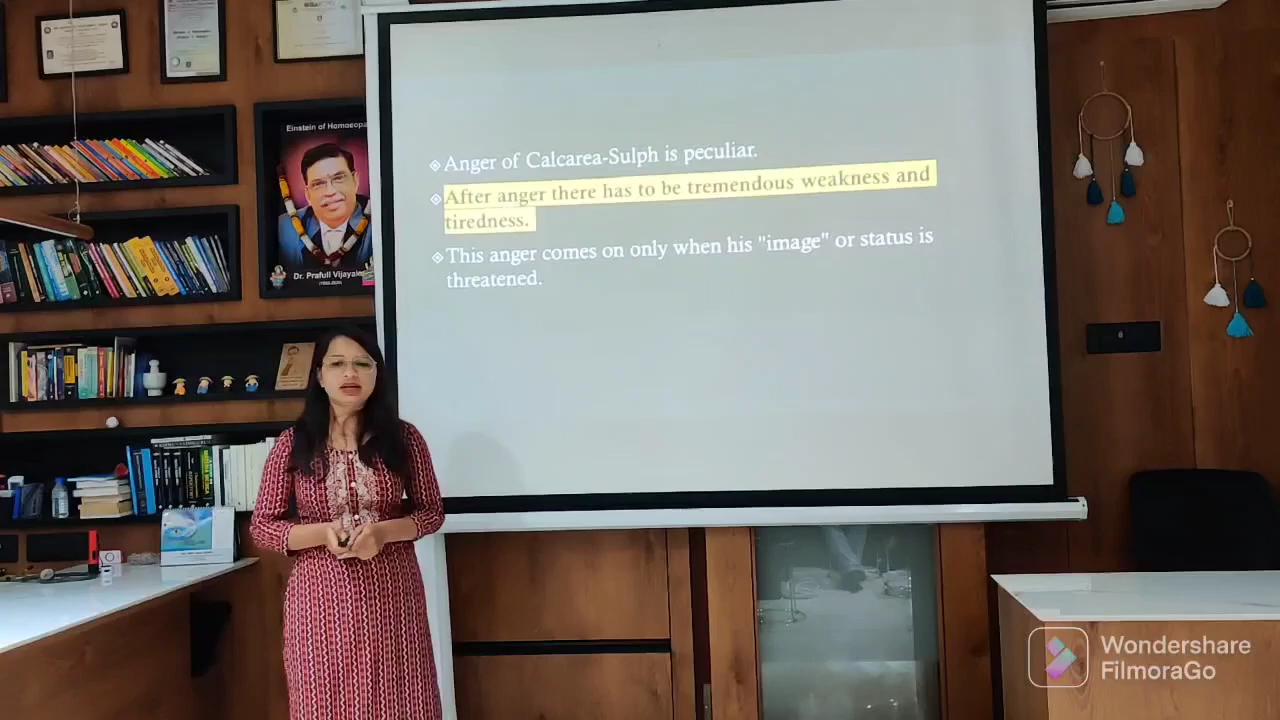 Einstein of Homoeopa
Dr. Prafull Vijayak
Anger of Calcarea-Sulph is peculiar.
After anger there has to be tremendous weakness and
tiredness.
This anger comes on only when his "image" or status is
threatened.
Wondershare
FilmoraGo